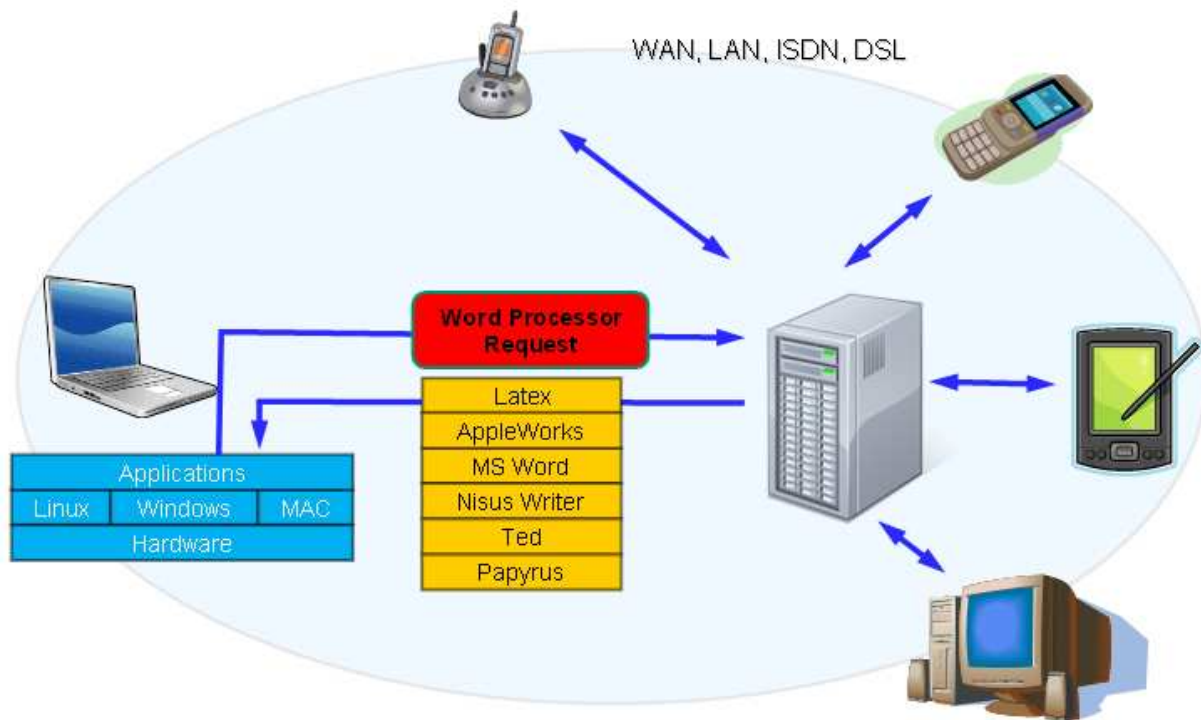 WAN, LAN, ISDN, DSL
Word Processor
Request
Latex
AppleWorks
MS Word
Nisus Writer
Ted
Papyrus
Applications
Linux Windows MAC
Hardware